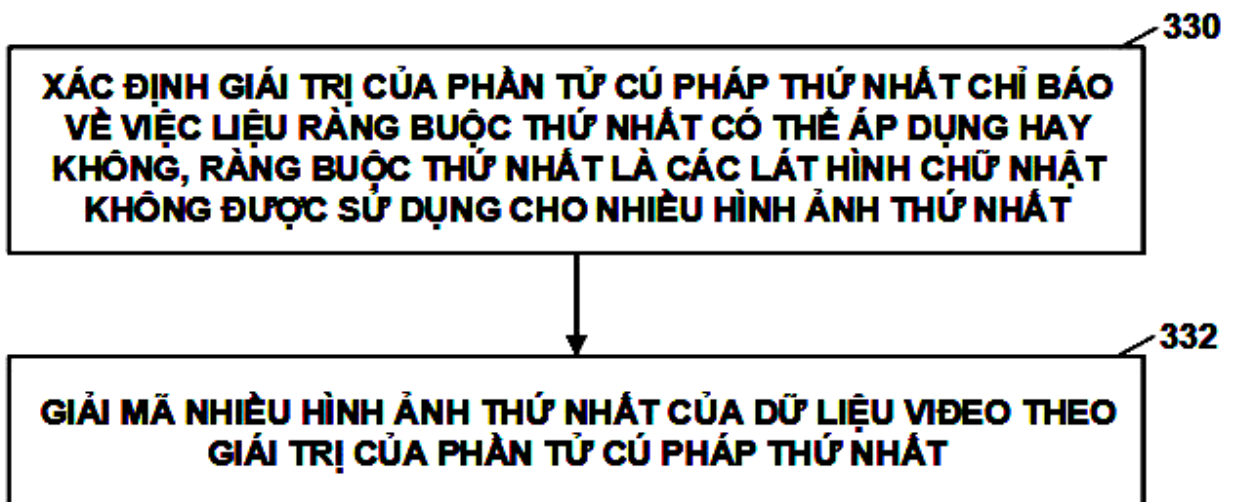 330
XÁC ĐỊNH GIÁI TRỊ CỦA PHẦN TỬ CÚ PHÁP THỨ NHẤT CHỈ BÁO
VỀ VIỆC LIỆU RÀNG BUỘC THỨ NHẤT CÓ THỂ ÁP DỤNG HAY
KHÔNG, RÀNG BUỘC THỨ NHẤT LÀ CÁC LÁT HÌNH CHỮ NHẬT
KHÔNG ĐƯỢC SỬ DỤNG CHO NHIỀU HÌNH ẢNH THỨ NHẤT
332
GIẢI MÃ NHIỀU HÌNH ẢNH THỨ NHẤT CỦA DỮ LIỆU VIĐEO THEO
GIÁI TRỊ CỦA PHẦN TỬ CÚ PHÁP THỨ NHẤT